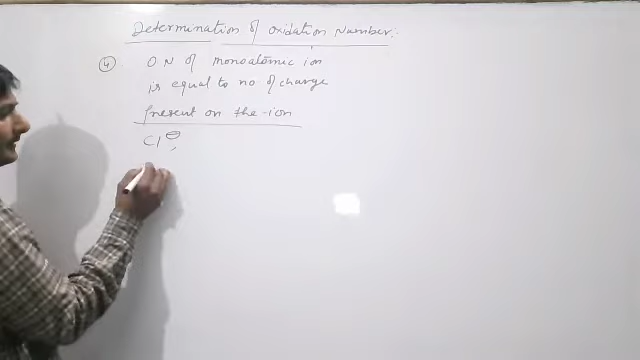 Determination of oxidation Number:-
④ O N of monoatomic ion
is equal to no of charge
present on the ion
Cl⊖,